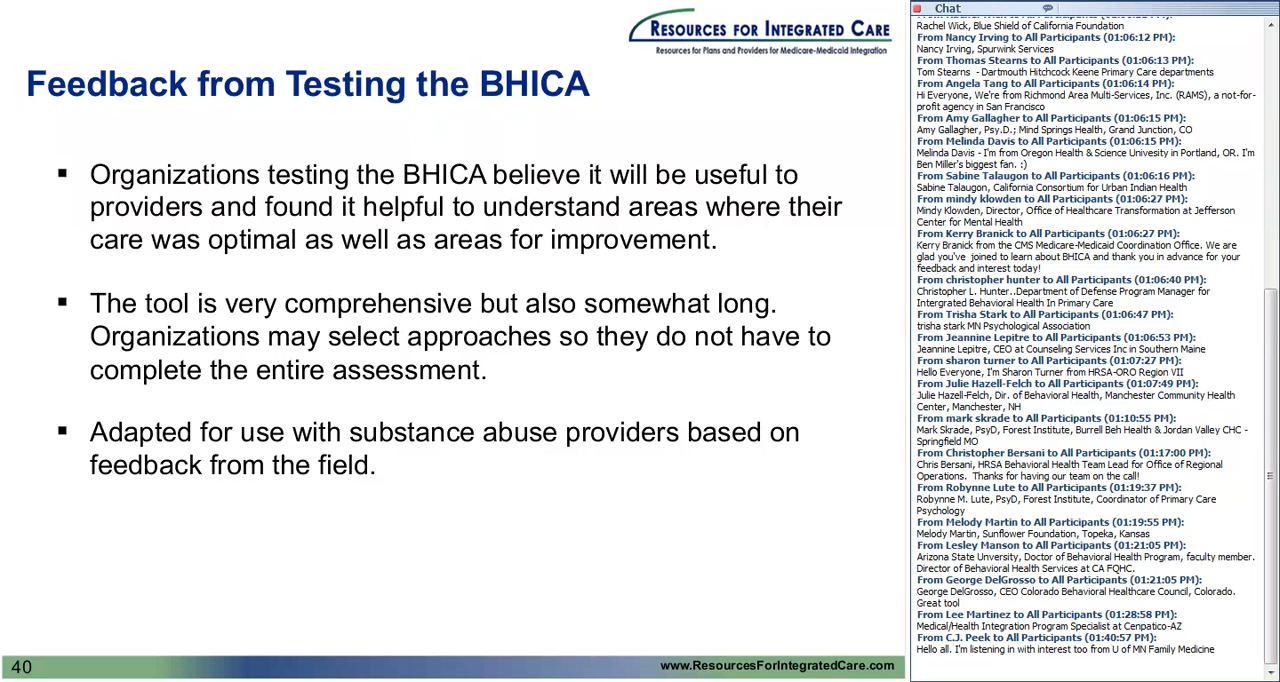 RESOURCES FOR INTEGRATED CARE
Resources for Plans and Providers for Medicare-Medicaid Integration
Feedback from Testing the BHICA
▪ Organizations testing the BHICA believe it will be useful to
providers and found it helpful to understand areas where their
care was optimal as well as areas for improvement.
▪ The tool is very comprehensive but also somewhat long.
Organizations may select approaches so they do not have to
complete the entire assessment.
▪ Adapted for use with substance abuse providers based on
feedback from the field.
40
www.ResourcesForIntegratedCare.com
Chat
Rachel Wick, Blue Shield of California Foundation
From Nancy Irving to All Participants (01:06:12 PM):
Nancy Irving, Spurwink Services
From Thomas Stearns to All Participants (01:06:13 PM):
Tom Stearns - Dartmouth Hitchcock Keene Primary Care departments
From Angela Tang to All Participants (01:06:14 PM):
Hi Everyone, We're from Richmond Area Multi-Services, Inc. (RAMS), a not-for-
profit agency in San Francisco
From Amy Gallagher to All Participants (01:06:15 PM):
Amy Gallagher, Psy.D.; Mind Springs Health, Grand Junction, CO
From Melinda Davis to All Participants (01:06:15 PM):
Melinda Davis - I'm from Oregon Health & Science Univesity in Portland, OR. I'm
Ben Miller's biggest fan. :)
From Sabine Talaugon to All Participants (01:06:16 PM):
Sabine Talaugon, California Consortium for Urban Indian Health
From mindy klowden to All Participants (01:06:27 PM):
Mindy Klowden, Director, Office of Healthcare Transformation at Jefferson
Center for Mental Health
From Kerry Branick to All Participants (01:06:27 PM):
Kerry Branick from the CMS Medicare-Medicaid Coordination Office. We are
glad you've joined to learn about BHICA and thank you in advance for your
feedback and interest today!
From christopher hunter to All Participants (01:06:40 PM):
Christopher L. Hunter..Department of Defense Program Manager for
Intergrated Behavioral Health In Primary Care
From Trisha Stark to All Participants (01:06:47 PM):
trisha stark MN Psychological Association
From Jeannine Lepitre to All Participants (01:06:53 PM):
Jeannine Lepitre, CEO at Counseling Services Inc in Southern Maine
From sharon turner to All Participants (01:07:27 PM):
Hello Everyone, I'm Sharon Turner from HRSA-ORO Region VII
From Julie Hazell-Felch to All Participants (01:07:49 PM):
Julie Hazell-Felch, Dir. of Behavioral Health, Manchester Community Health
Center, Manchester, NH
From mark skrade to All Participants (01:10:55 PM):
Mark Skrade, PsyD, Forest Institute, Burrell Beh Health & Jordan Valley CHC -
Springfield MO
From Christopher Bersani to All Participants (01:17:00 PM):
Chris Bersani, HRSA Behavioral Health Team Lead for Office of Regional
Operations. Thanks for having our team on the call!
From Robynne Lute to All Participants (01:19:37 PM):
Robynne M. Lute, PsyD, Forest Institute, Coordinator of Primary Care
Psychology
From Melody Martin to All Participants (01:19:55 PM):
Melody Martin, Sunflower Foundation, Topeka, Kansas
From Lesley Manson to All Participants (01:21:05 PM):
Arizona State Unversity, Doctor of Behavioral Health Program, faculty member.
Director of Behavioral Health Services at CA FQHC.
From George DelGrosso to All Participants (01:21:05 PM):
George DelGrosso, CEO Colorado Behavioral Healthcare Council, Colorado.
Great tool
From Lee Martinez to All Participants (01:28:58 PM):
Medical/Health Integration Program Specialist at Cenpatico-AZ
From C.J. Peek to All Participants (01:40:57 PM):
Hello all. I'm listening in with interest too from U of MN Family Medicine